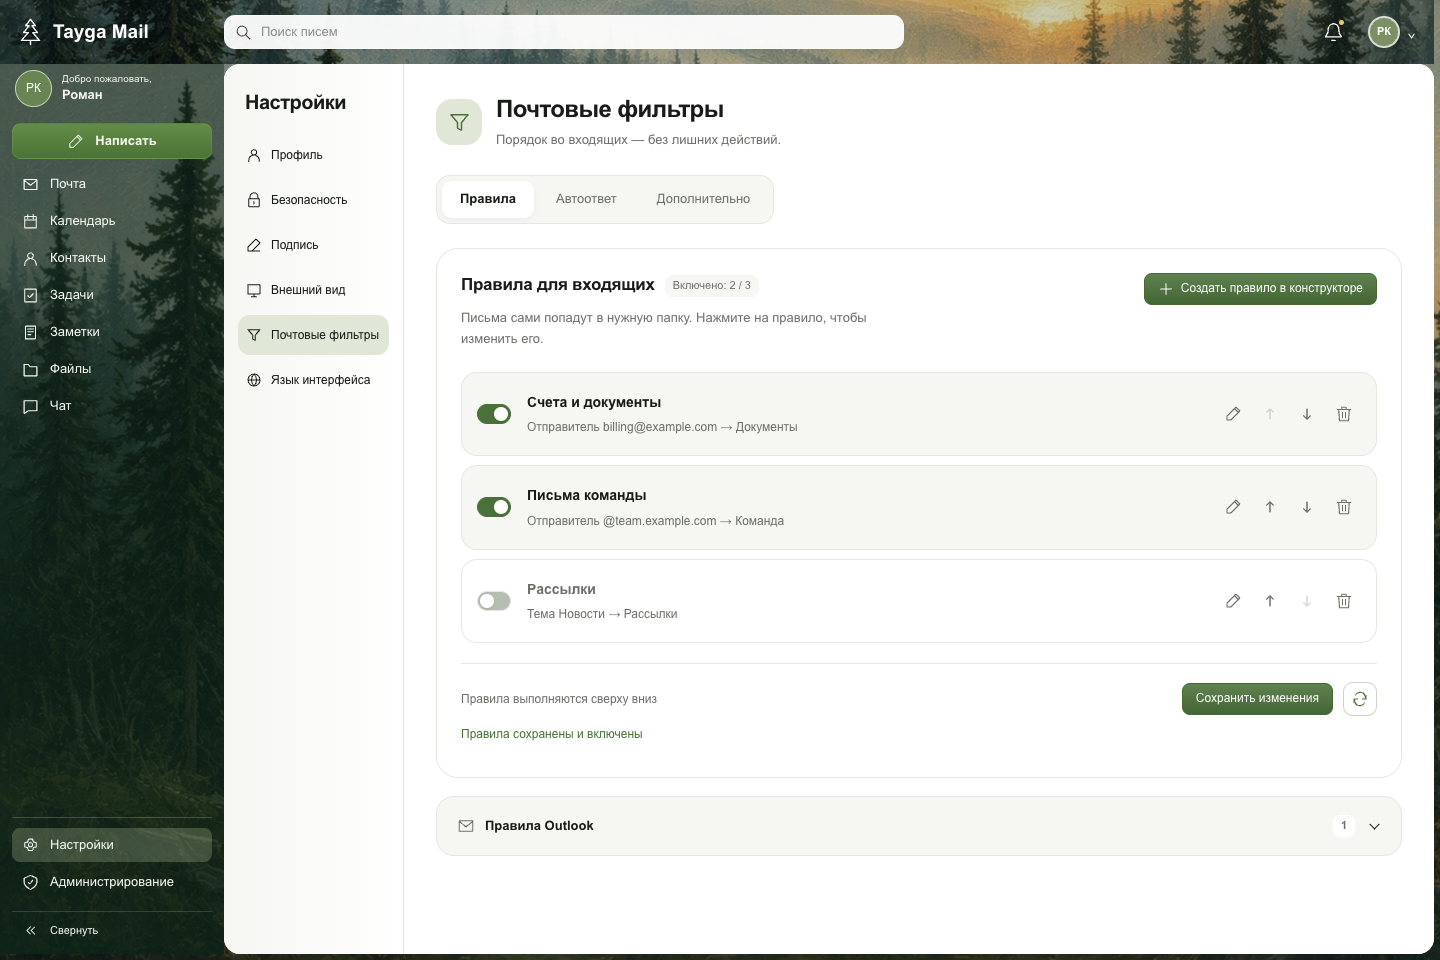 Tayga Mail
Поиск писем
РК
РК
Добро пожаловать,
Роман
Написать
Почта
Календарь
Контакты
Задачи
Заметки
Файлы
Чат
Настройки
Администрирование
Свернуть
Настройки
Профиль
Безопасность
Подпись
Внешний вид
Почтовые фильтры
Язык интерфейса
Почтовые фильтры
Порядок во входящих — без лишних действий.
Правила
Автоответ
Дополнительно
Правила для входящих
Включено: 2 / 3
Создать правило в конструкторе
Письма сами попадут в нужную папку. Нажмите на правило, чтобы
изменить его.
Счета и документы
Отправитель billing@example.com → Документы
Письма команды
Отправитель @team.example.com → Команда
Рассылки
Тема Новости → Рассылки
Правила выполняются сверху вниз
Сохранить изменения
Правила сохранены и включены
Правила Outlook
1